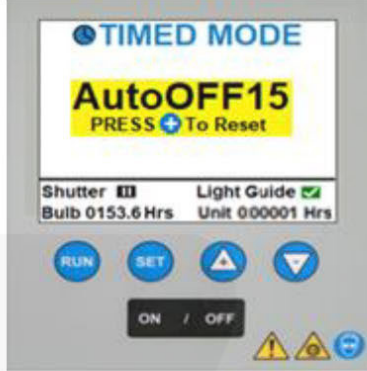 TIMED MODE
AutoOFF15
PRESS + To Reset
Shutter Light Guide
Bulb 0153.6 Hrs Unit 000001 Hrs
RUN SET + -
ON / OFF